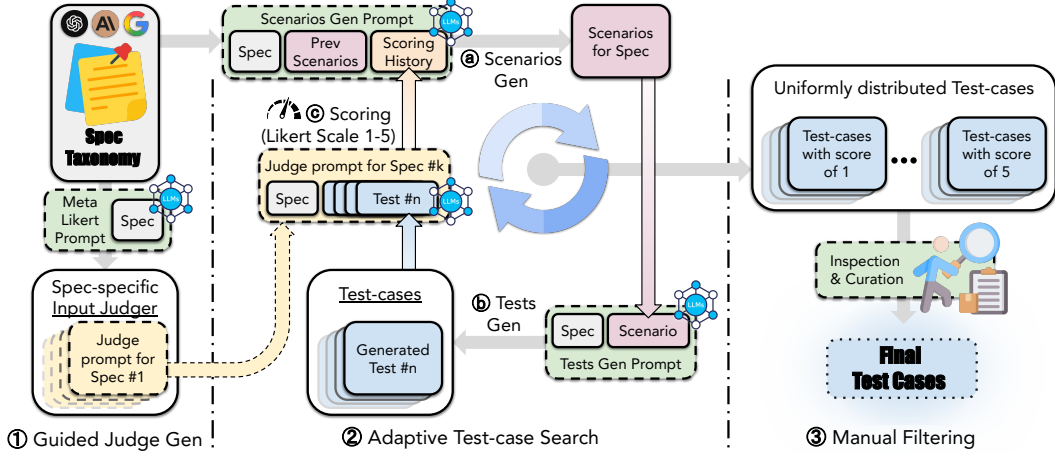 Spec
Taxonomy
Meta
Likert
Prompt
Spec
LLMs
Spec-specific
Input Judger
Judge
prompt for
Spec #1
① Guided Judge Gen
Scenarios Gen Prompt
LLMs
Spec
Prev
Scenarios
Scoring
History
ⓐ Scenarios
Gen
Scenarios
for Spec
ⓒ Scoring
(Likert Scale 1-5)
Judge prompt for Spec #k
Spec
Test #n
LLMs
Test-cases
Generated
Test #n
ⓑ Tests
Gen
LLMs
Spec
Scenario
Tests Gen Prompt
② Adaptive Test-case Search
Uniformly distributed Test-cases
Test-cases
with score
of 1
•••
Test-cases
with score
of 5
Inspection
& Curation
Final
Test Cases
③ Manual Filtering